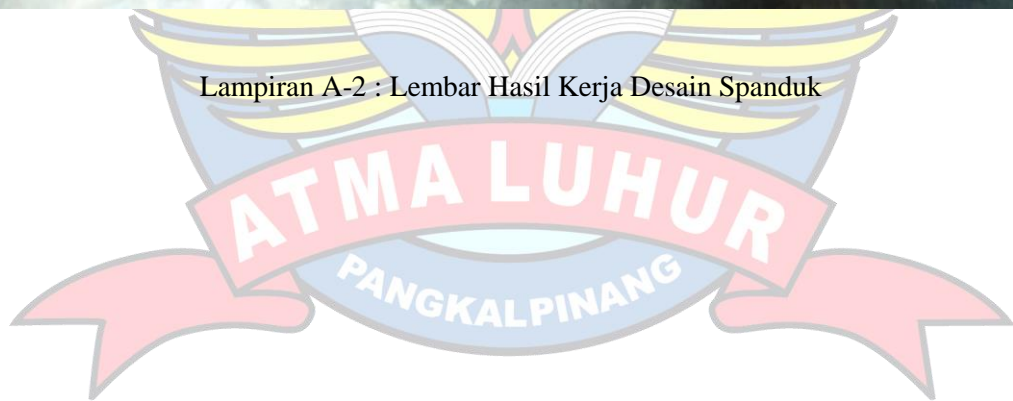 Lampiran A-2 : Lembar Hasil Kerja Desain Spanduk
ATMA LUHUR
PANGKALPINANG